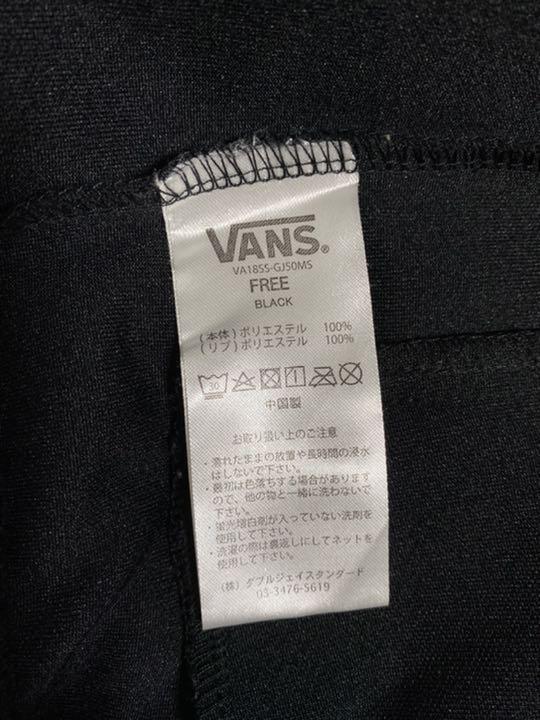 VANS®
VA18SS-GJ50MS
FREE
BLACK
(本体) ポリエステル 100%
(リブ) ポリエステル 100%
30
中国製
お取り扱い上のご注意
・濡れたままの放置や長時間の浸水
はしないで下さい。
・最初は色落ちする場合があります
ので、他の物と一緒に洗わないで
下さい。
・蛍光増白剤が入っていない洗剤を
使用して下さい。
・洗濯の際は裏返しにしてネットを
使用して下さい。
(株) ダブルジェイスタンダード
03-3476-5619